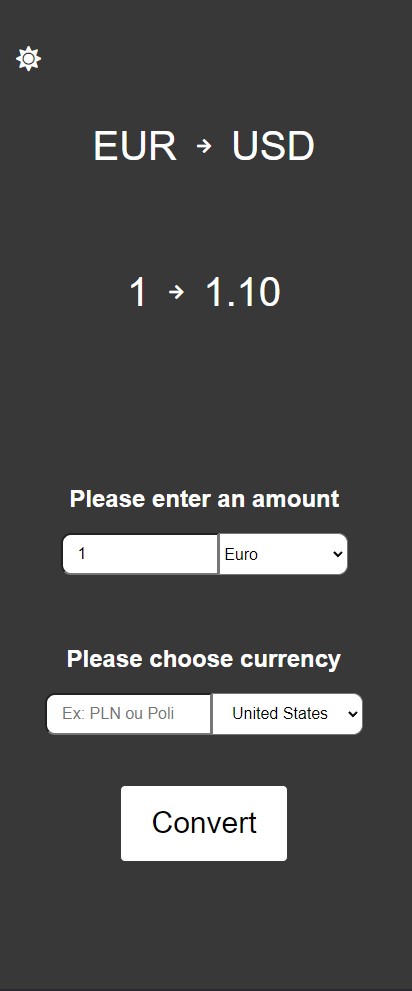 EUR → USD
1 → 1.10
Please enter an amount
1 Euro
Please choose currency
Ex: PLN ou Poli United States
Convert